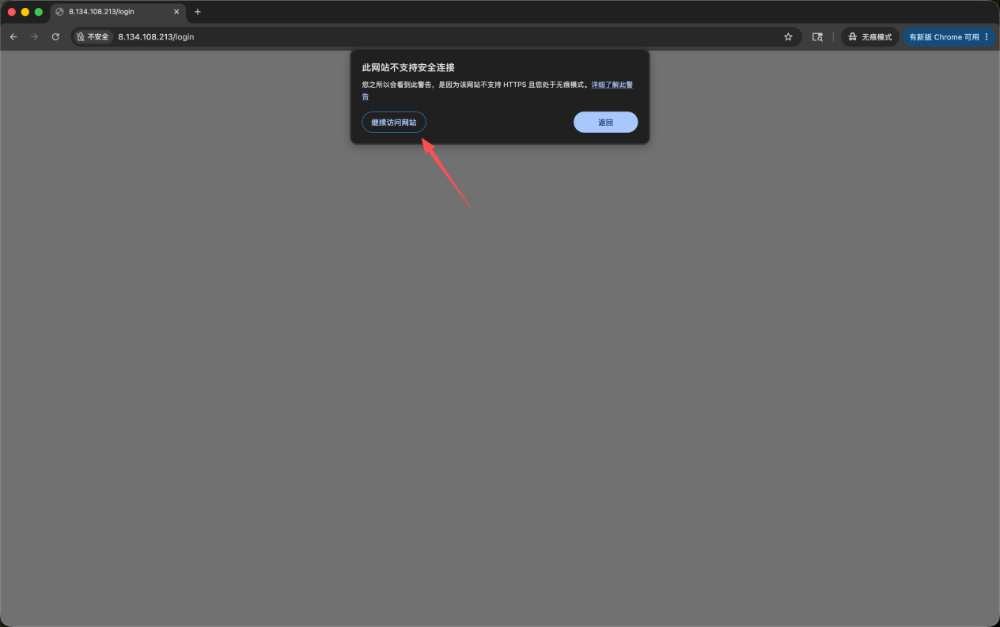 8.134.108.213/login
不安全
8.134.108.213/login
无痕模式
有新版 Chrome 可用
此网站不支持安全连接
您之所以会看到此警告，是因为该网站不支持 HTTPS 且您处于无痕模式。详细了解此警
告
继续访问网站
返回